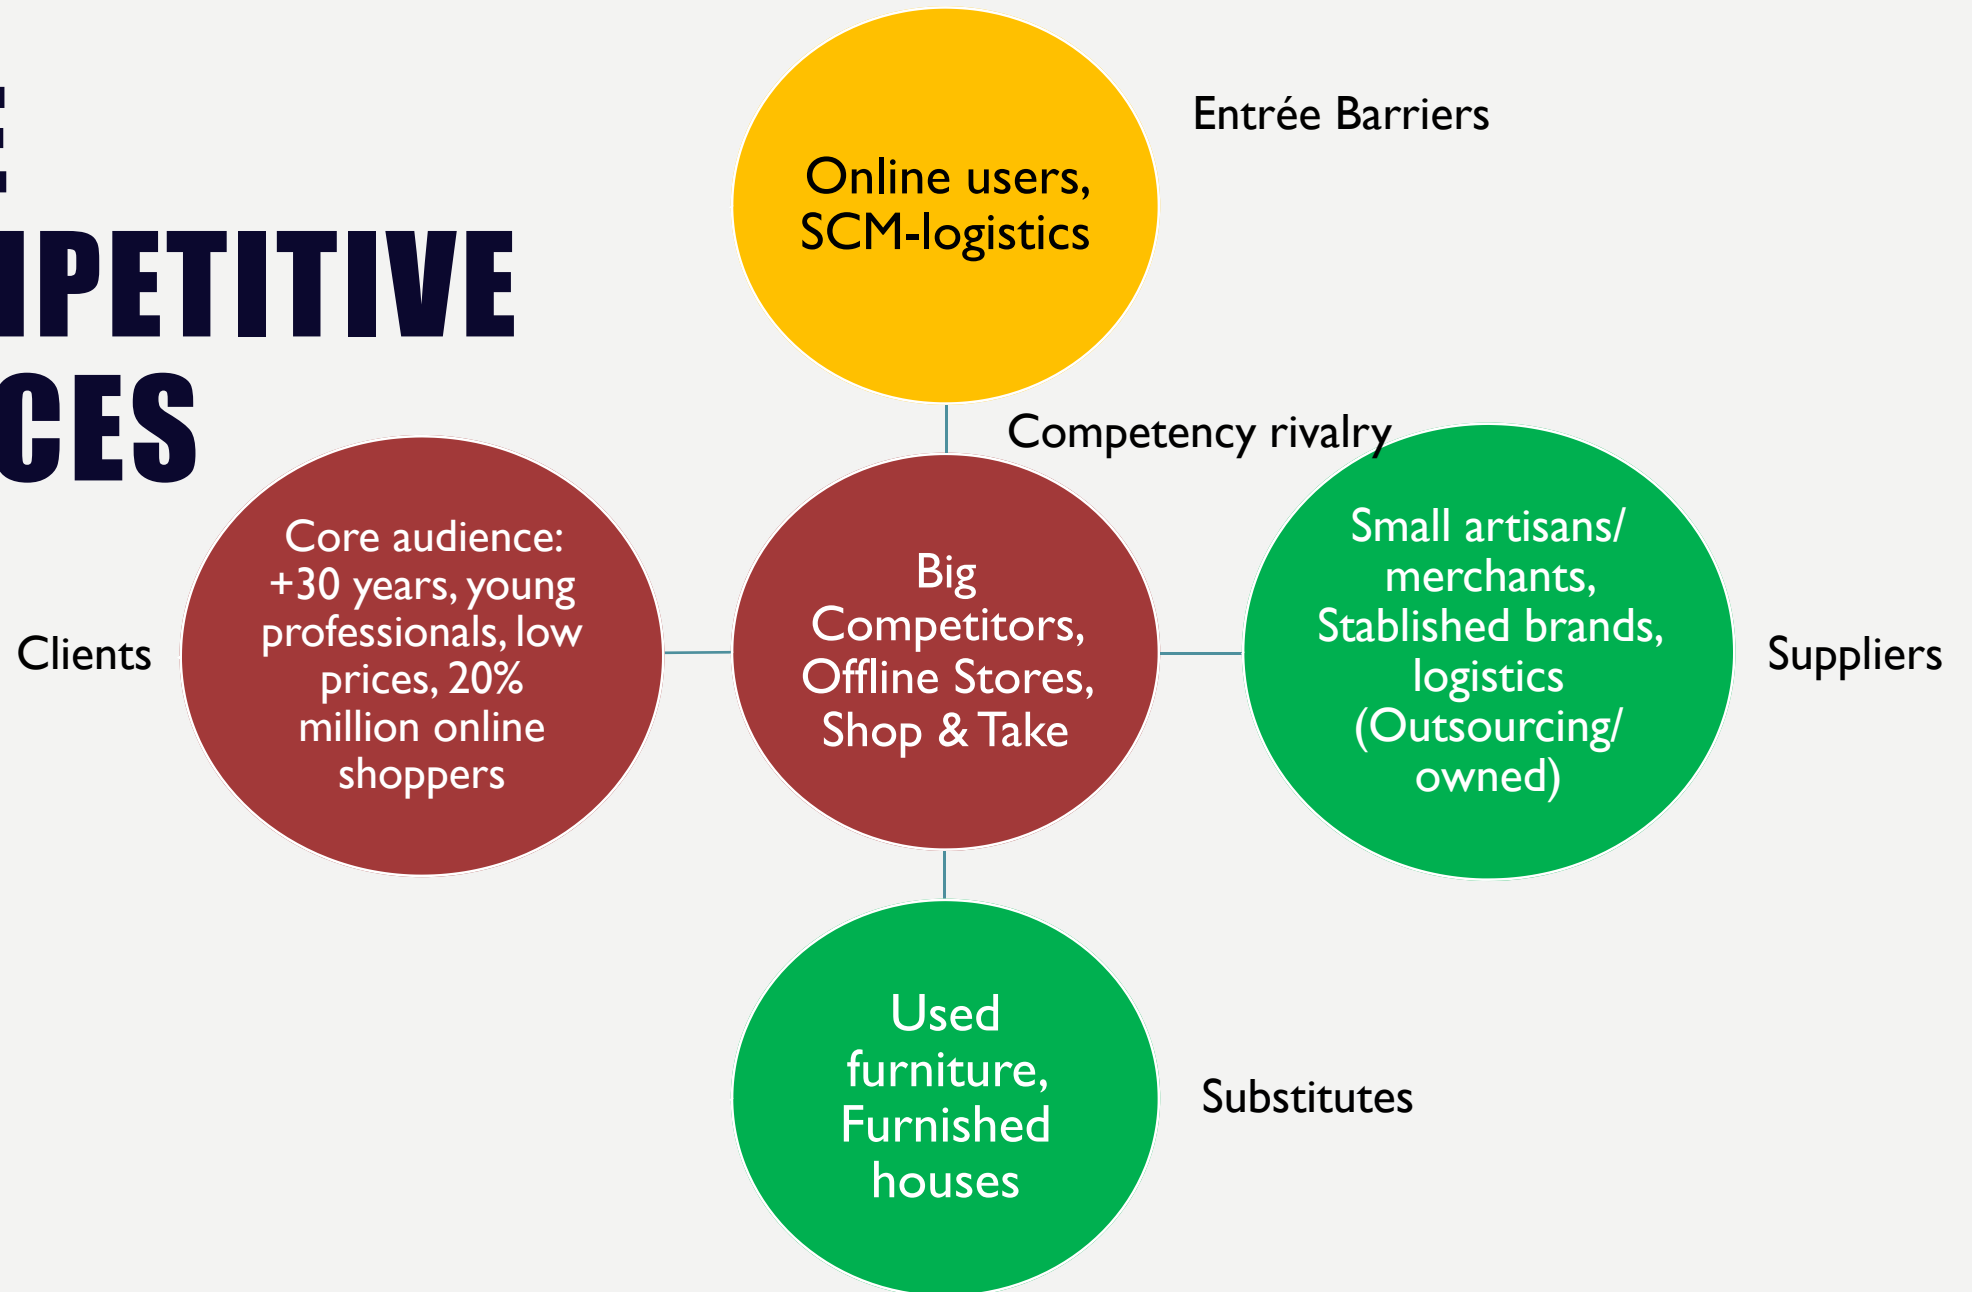 E
MPETITIVE
CES
Entrée Barriers
Online users,
SCM-logistics
Competency rivalry
Clients
Core audience:
+30 years, young
professionals, low
prices, 20%
million online
shoppers
Big
Competitors,
Offline Stores,
Shop & Take
Small artisans/
merchants,
Stablished brands,
logistics
(Outsourcing/
owned)
Suppliers
Used
furniture,
Furnished
houses
Substitutes